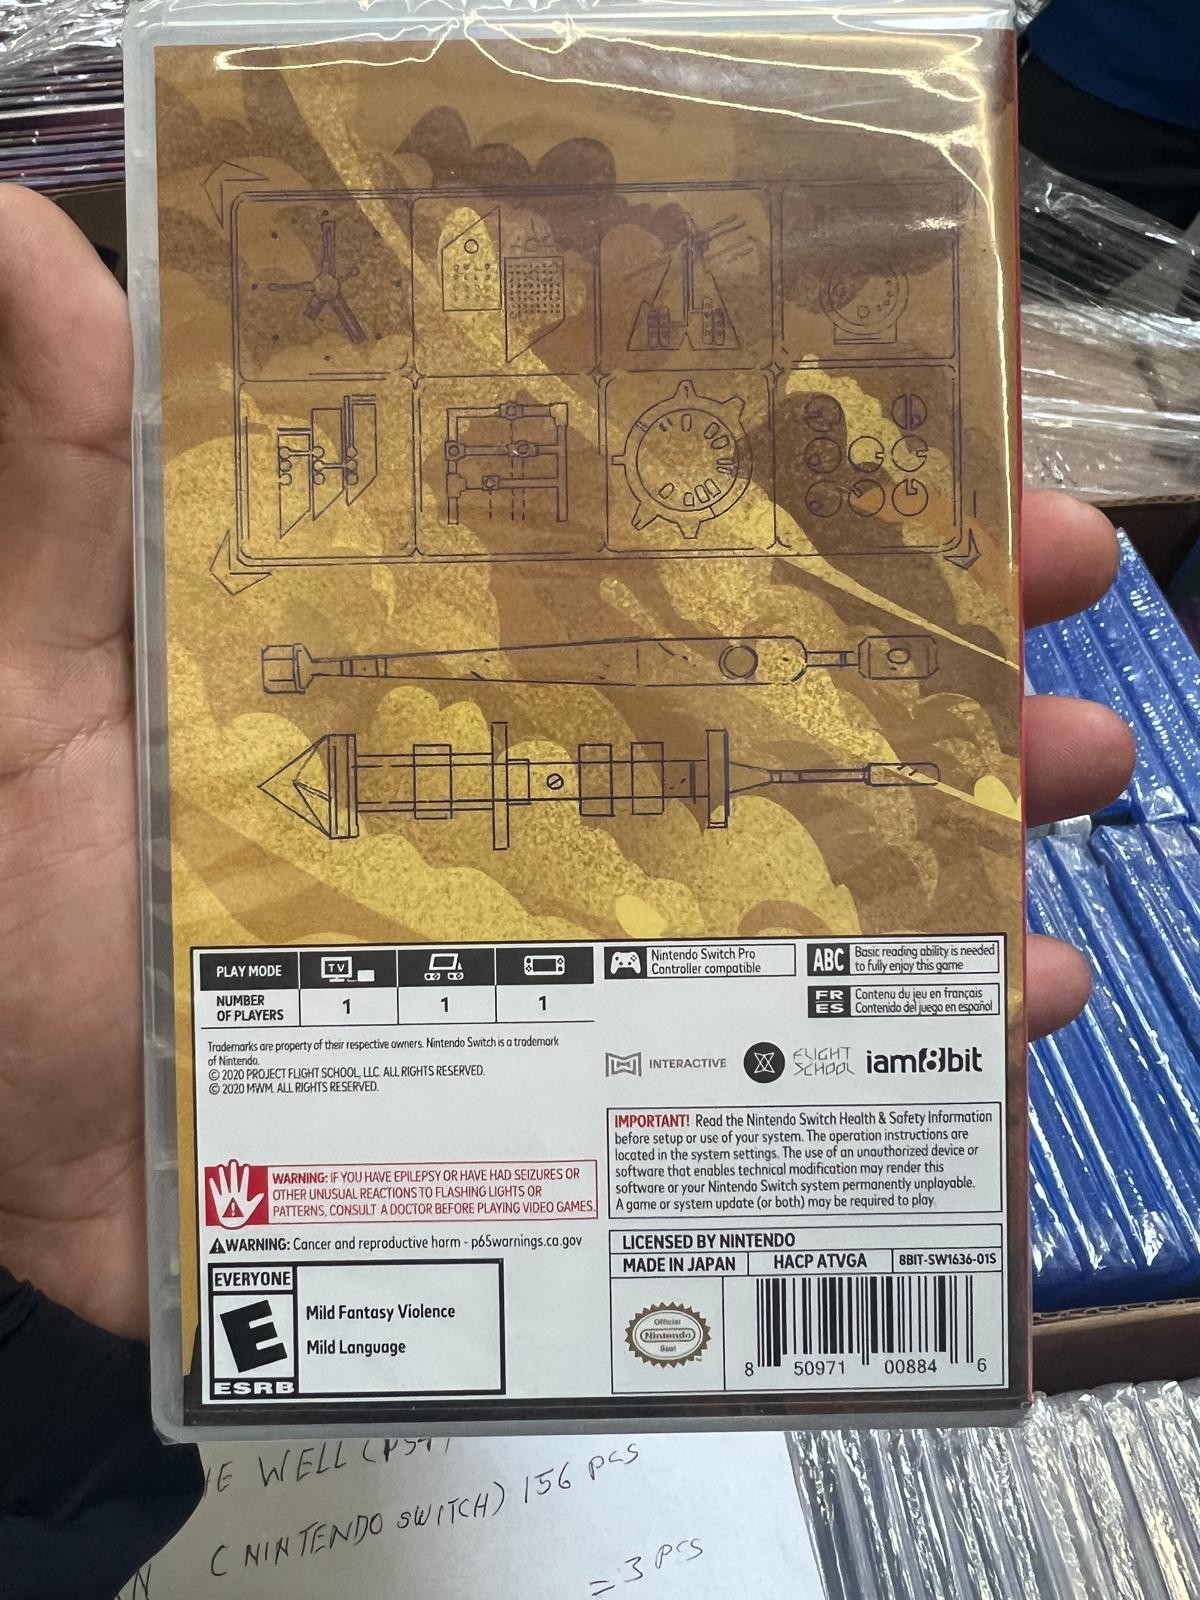 PLAY MODE
TV
NUMBER
OF PLAYERS
1
1
1
Nintendo Switch Pro
Controller compatible
ABC
Basic reading ability is needed
to fully enjoy this game
FR
ES
Contenu du jeu en français
Contenido del juego en español
Trademarks are property of their respective owners. Nintendo Switch is a trademark
of Nintendo.
© 2020 PROJECT FLIGHT SCHOOL, LLC. ALL RIGHTS RESERVED.
© 2020 MWM. ALL RIGHTS RESERVED.
INTERACTIVE
FLIGHT
SCHOOL
iam8bit
IMPORTANT! Read the Nintendo Switch Health & Safety Information
before setup or use of your system. The operation instructions are
located in the system settings. The use of an unauthorized device or
software that enables technical modification may render this
software or your Nintendo Switch system permanently unplayable.
A game or system update (or both) may be required to play.
WARNING: IF YOU HAVE EPILEPSY OR HAVE HAD SEIZURES OR
OTHER UNUSUAL REACTIONS TO FLASHING LIGHTS OR
PATTERNS, CONSULT A DOCTOR BEFORE PLAYING VIDEO GAMES.
WARNING: Cancer and reproductive harm - p65warnings.ca.gov
EVERYONE
E
ESRB
Mild Fantasy Violence
Mild Language
LICENSED BY NINTENDO
MADE IN JAPAN
HACP ATVGA
8BIT-SW1636-01S
Official
Nintendo
Seal
8 50971 00884 6
WELL (PS4)
(NINTENDO SWITCH) 156 PCS
= 3 PCS